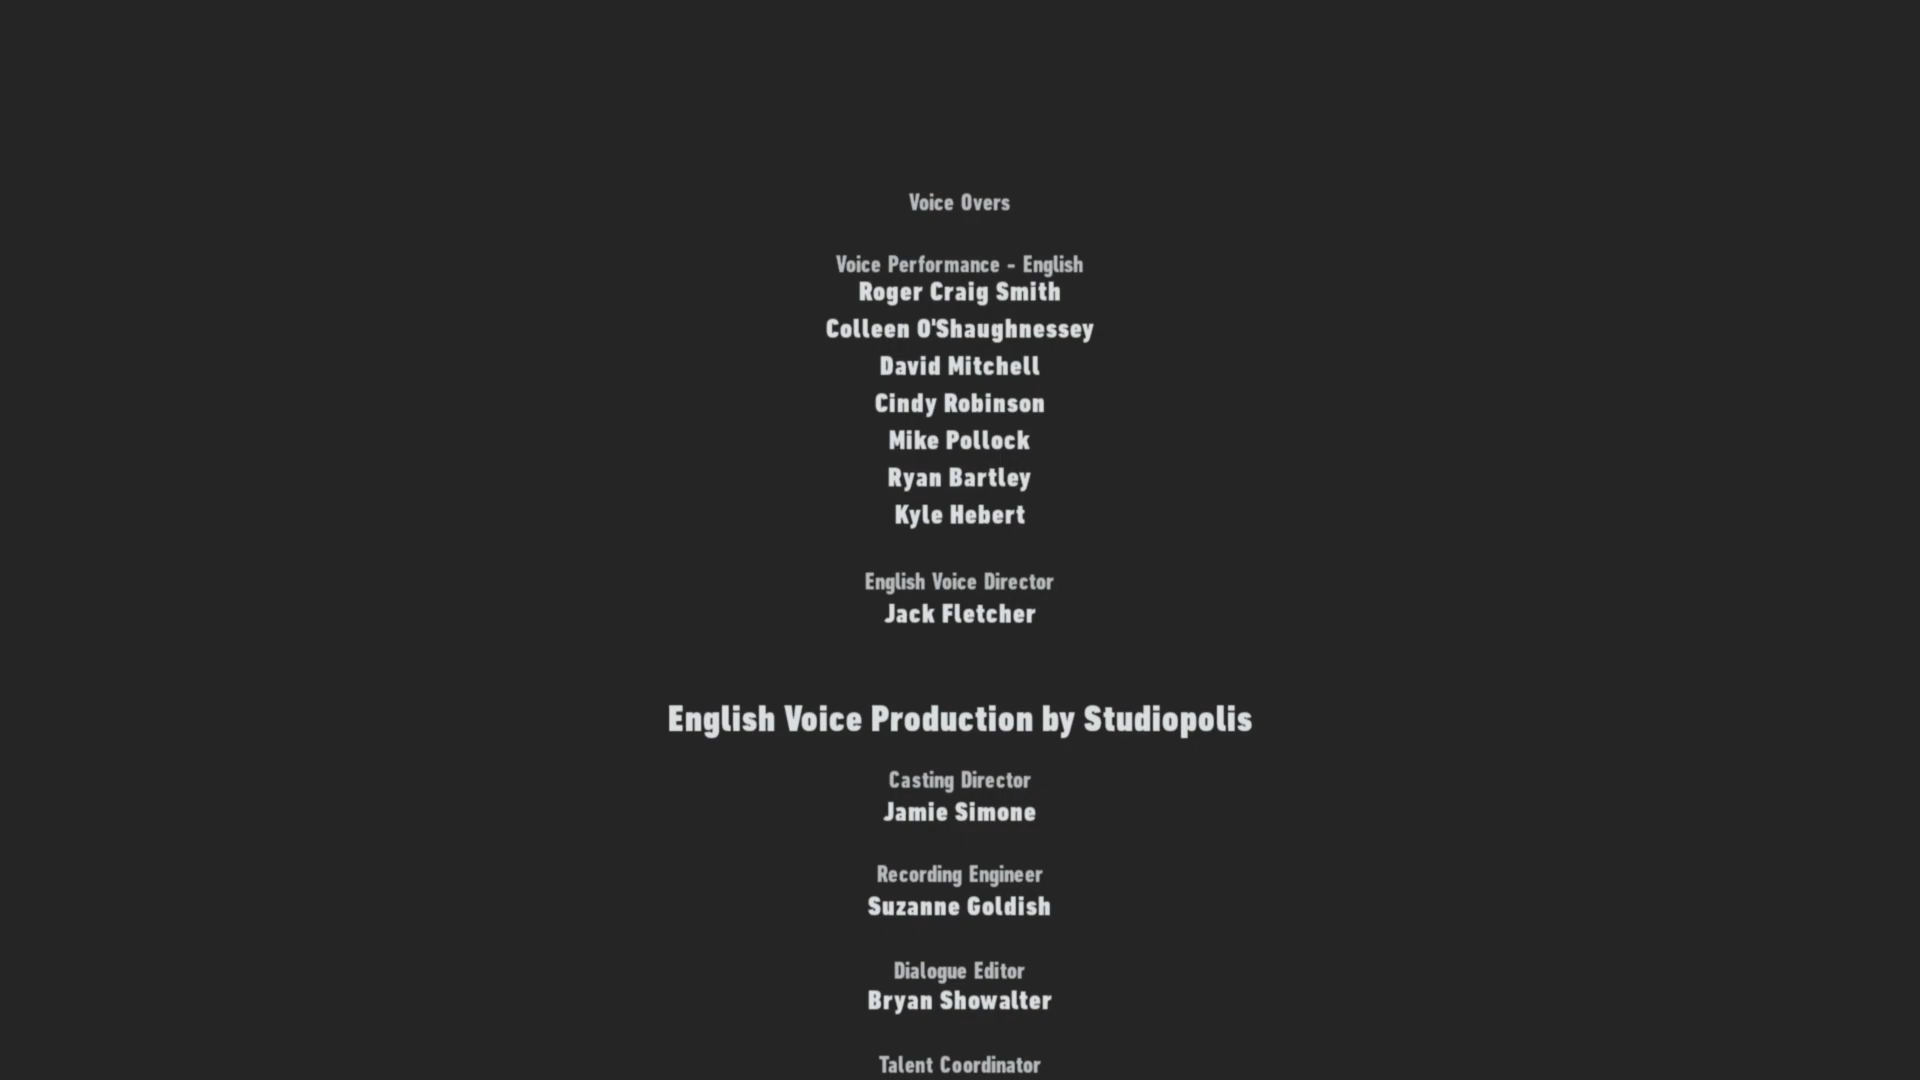 Voice Overs
Voice Performance - English
Roger Craig Smith
Colleen O'Shaughnessey
David Mitchell
Cindy Robinson
Mike Pollock
Ryan Bartley
Kyle Hebert
English Voice Director
Jack Fletcher
English Voice Production by Studiopolis
Casting Director
Jamie Simone
Recording Engineer
Suzanne Goldish
Dialogue Editor
Bryan Showalter
Talent Coordinator